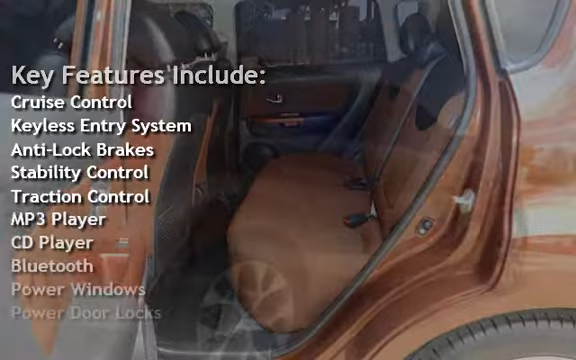 Key Features Include:
Cruise Control
Keyless Entry System
Anti-Lock Brakes
Stability Control
Traction Control
MP3 Player
CD Player
Bluetooth
Power Windows
Power Door Locks